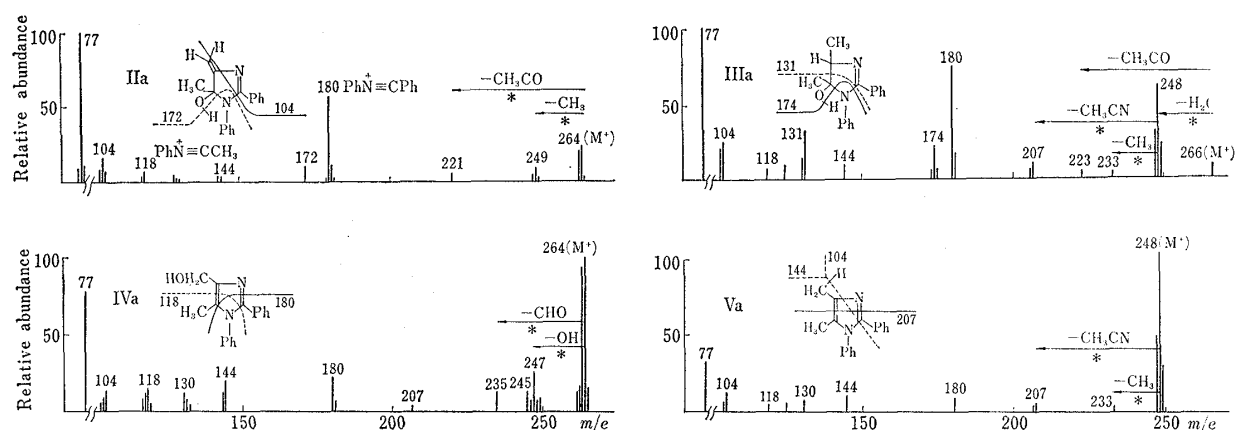 Relative abundance
100
50
77
IIa
H
H
N
H₃C
O
H
N
Ph
Ph
172
104
180
PhN⁺≡CPh
PhN⁺≡CCH₃
104
118
144
172
221
249
264(M⁺)
−CH₃CO
*
−CH₃
*
100
50
77
IIIa
CH₃
H
N
H₃C
O
H
N
Ph
Ph
131
174
104
118
131
144
174
180
207
223
233
248
266(M⁺)
−CH₃CO
*
−CH₃CN
*
−H₂(
*
−CH₃
*
Relative abundance
100
50
77
IVa
HOH₂C
N
H₃C
N
Ph
Ph
118
180
104
118
130
144
180
207
235
245
247
264(M⁺)
−CHO
*
−OH
*
150
200
250
m/e
100
50
77
Va
104
144
H
H₂C
N
H₃C
N
Ph
Ph
207
104
118
130
144
180
207
233
248(M⁺)
−CH₃CN
*
−CH₃
*
150
200
250
m/e